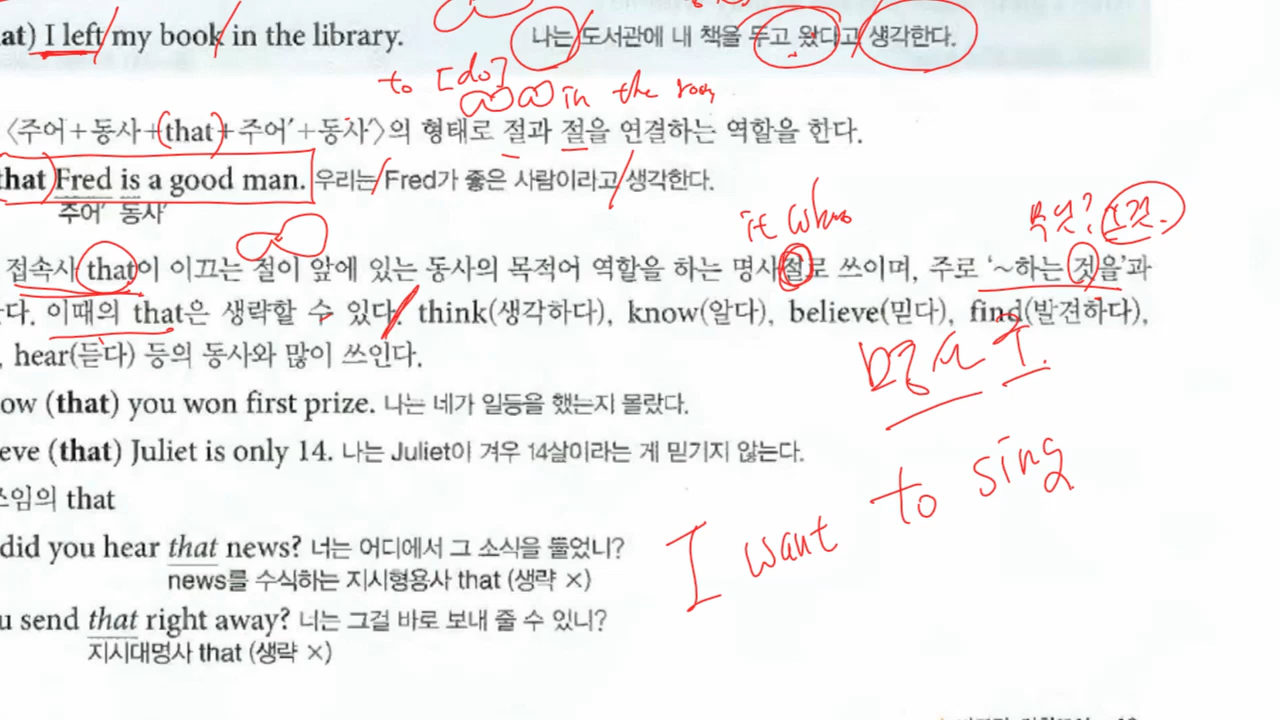 at) I left my book in the library. 나는 도서관에 내 책을 두고 왔다고 생각한다.
to [do]
in the room
〈주어+동사+(that)+주어′+동사′〉의 형태로 절과 절을 연결하는 역할을 한다.
that Fred is a good man. 우리는 Fred가 좋은 사람이라고 생각한다.
주어′ 동사′
it when
접속사 that이 이끄는 절이 앞에 있는 동사의 목적어 역할을 하는 명사절로 쓰이며, 주로 ‘~하는 것을’과
다. 이때의 that은 생략할 수 있다. think(생각하다), know(알다), believe(믿다), find(발견하다),
, hear(듣다) 등의 동사와 많이 쓰인다.
ow (that) you won first prize. 나는 네가 일등을 했는지 몰랐다.
eve (that) Juliet is only 14. 나는 Juliet이 겨우 14살이라는 게 믿기지 않는다.
쓰임의 that
I want to sing
did you hear that news? 너는 어디에서 그 소식을 들었니?
news를 수식하는 지시형용사 that (생략 ×)
u send that right away? 너는 그걸 바로 보내 줄 수 있니?
지시대명사 that (생략 ×)